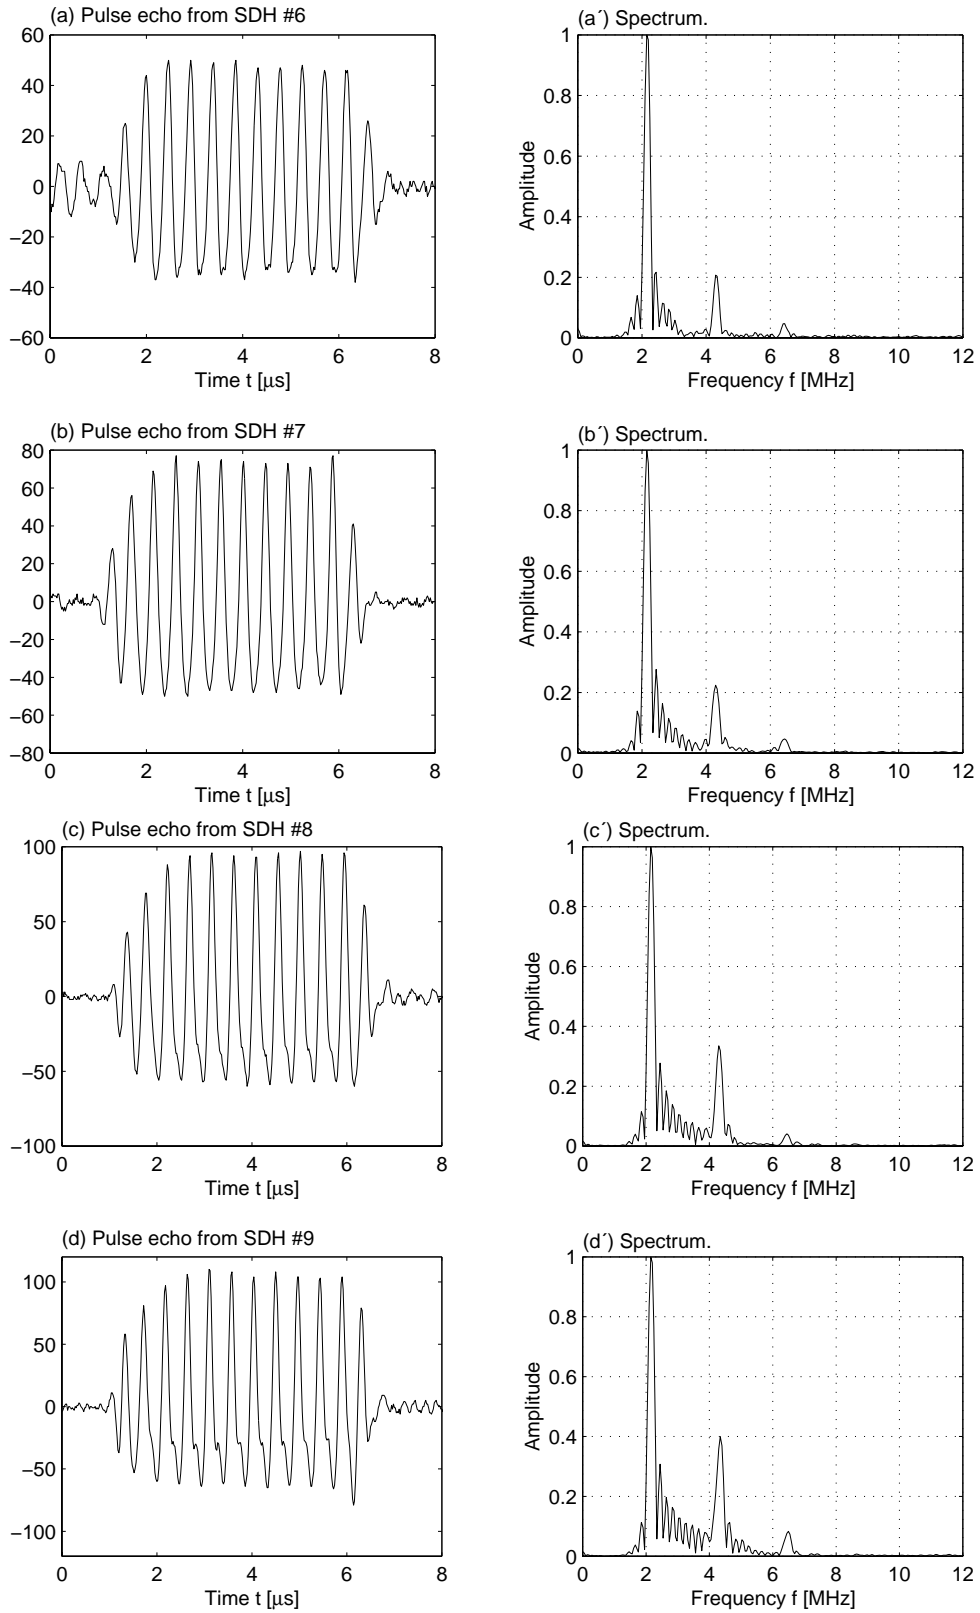 (a) Pulse echo from SDH #6
60
40
20
0
−20
−40
−60
0 2 4 6 8
Time t [μs]
(a´) Spectrum.
1
0.8
0.6
0.4
0.2
0
Amplitude
0 2 4 6 8 10 12
Frequency f [MHz]
(b) Pulse echo from SDH #7
80
60
40
20
0
−20
−40
−60
−80
0 2 4 6 8
Time t [μs]
(b´) Spectrum.
1
0.8
0.6
0.4
0.2
0
Amplitude
0 2 4 6 8 10 12
Frequency f [MHz]
(c) Pulse echo from SDH #8
100
50
0
−50
−100
0 2 4 6 8
Time t [μs]
(c´) Spectrum.
1
0.8
0.6
0.4
0.2
0
Amplitude
0 2 4 6 8 10 12
Frequency f [MHz]
(d) Pulse echo from SDH #9
100
50
0
−50
−100
0 2 4 6 8
Time t [μs]
(d´) Spectrum.
1
0.8
0.6
0.4
0.2
0
Amplitude
0 2 4 6 8 10 12
Frequency f [MHz]